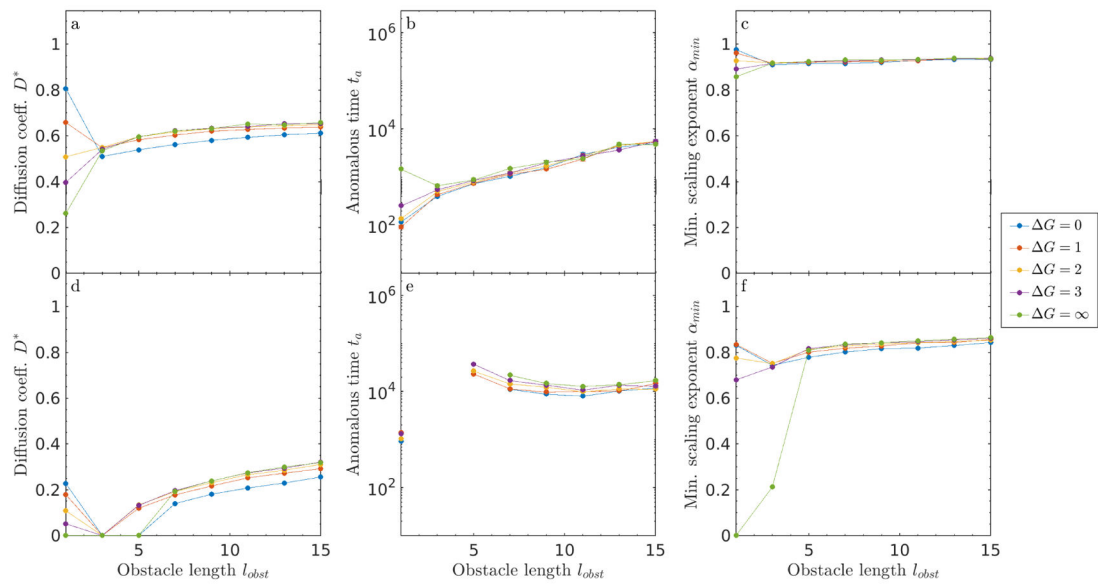 a
b
c
1
0.8
0.6
0.4
0.2
0
Diffusion coeff. D*
10^6
10^4
10^2
Anomalous time t_a
1
0.8
0.6
0.4
0.2
0
Min. scaling exponent α_min
d
e
f
1
0.8
0.6
0.4
0.2
0
Diffusion coeff. D*
5
10
15
Obstacle length l_obst
10^6
10^4
10^2
Anomalous time t_a
5
10
15
Obstacle length l_obst
1
0.8
0.6
0.4
0.2
0
Min. scaling exponent α_min
5
10
15
Obstacle length l_obst
ΔG = 0
ΔG = 1
ΔG = 2
ΔG = 3
ΔG = ∞